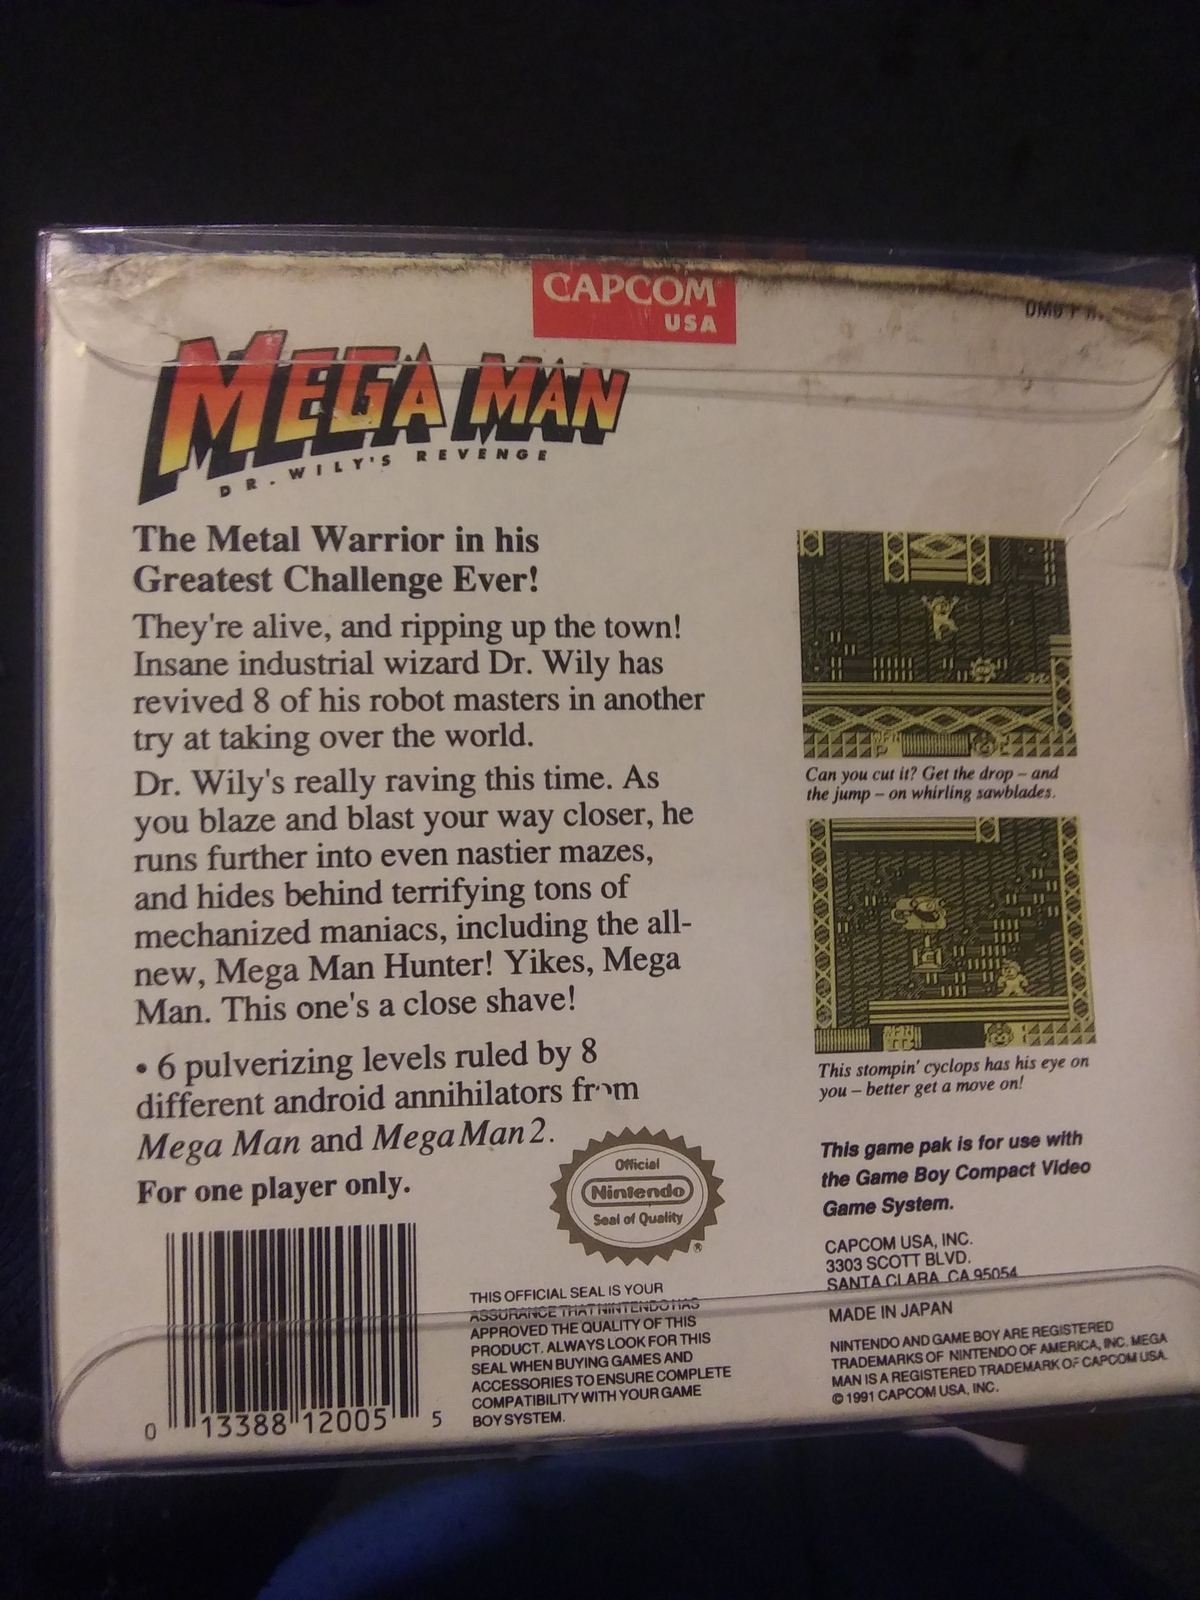 CAPCOM
USA
MEGA MAN
DR. WILY'S REVENGE
The Metal Warrior in his
Greatest Challenge Ever!
They're alive, and ripping up the town!
Insane industrial wizard Dr. Wily has
revived 8 of his robot masters in another
try at taking over the world.
Dr. Wily's really raving this time. As
you blaze and blast your way closer, he
runs further into even nastier mazes,
and hides behind terrifying tons of
mechanized maniacs, including the all-
new, Mega Man Hunter! Yikes, Mega
Man. This one's a close shave!
• 6 pulverizing levels ruled by 8
different android annihilators from
Mega Man and Mega Man 2.
For one player only.
Can you cut it? Get the drop – and
the jump – on whirling sawblades.
This stompin' cyclops has his eye on
you – better get a move on!
Official
Nintendo
Seal of Quality
®
THIS OFFICIAL SEAL IS YOUR
ASSURANCE THAT NINTENDO HAS
APPROVED THE QUALITY OF THIS
PRODUCT. ALWAYS LOOK FOR THIS
SEAL WHEN BUYING GAMES AND
ACCESSORIES TO ENSURE COMPLETE
COMPATIBILITY WITH YOUR GAME
BOY SYSTEM.
0 13388 12005 5
This game pak is for use with
the Game Boy Compact Video
Game System.
CAPCOM USA, INC.
3303 SCOTT BLVD.
SANTA CLARA, CA 95054
MADE IN JAPAN
NINTENDO AND GAME BOY ARE REGISTERED
TRADEMARKS OF NINTENDO OF AMERICA, INC. MEGA
MAN IS A REGISTERED TRADEMARK OF CAPCOM USA.
© 1991 CAPCOM USA, INC.